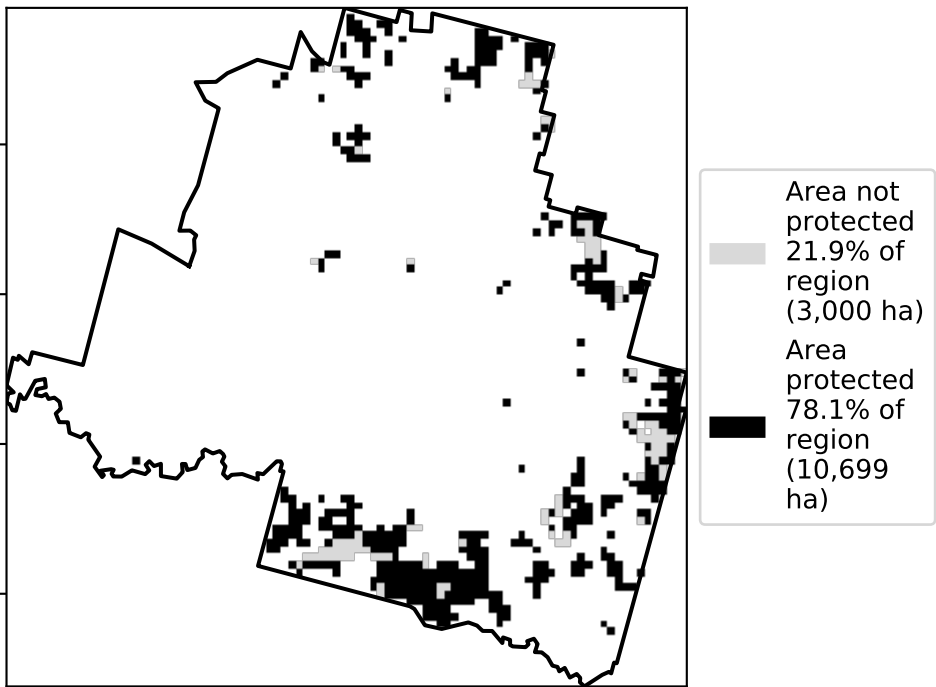 Area not
protected
21.9% of
region
(3,000 ha)
Area
protected
78.1% of
region
(10,699
ha)